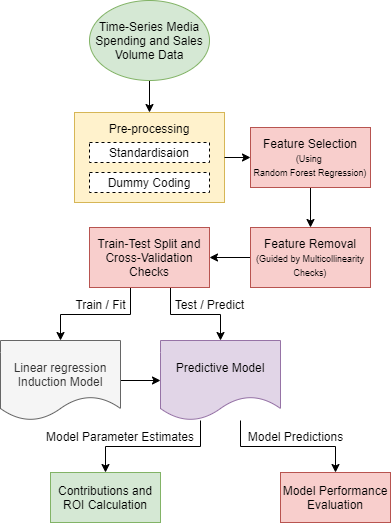 Time-Series Media
Spending and Sales
Volume Data
Pre-processing
Standardisaion
Dummy Coding
Feature Selection
(Using
Random Forest Regression)
Feature Removal
(Guided by Multicollinearity
Checks)
Train-Test Split and
Cross-Validation
Checks
Train / Fit
Test / Predict
Linear regression
Induction Model
Predictive Model
Model Parameter Estimates
Model Predictions
Contributions and
ROI Calculation
Model Performance
Evaluation